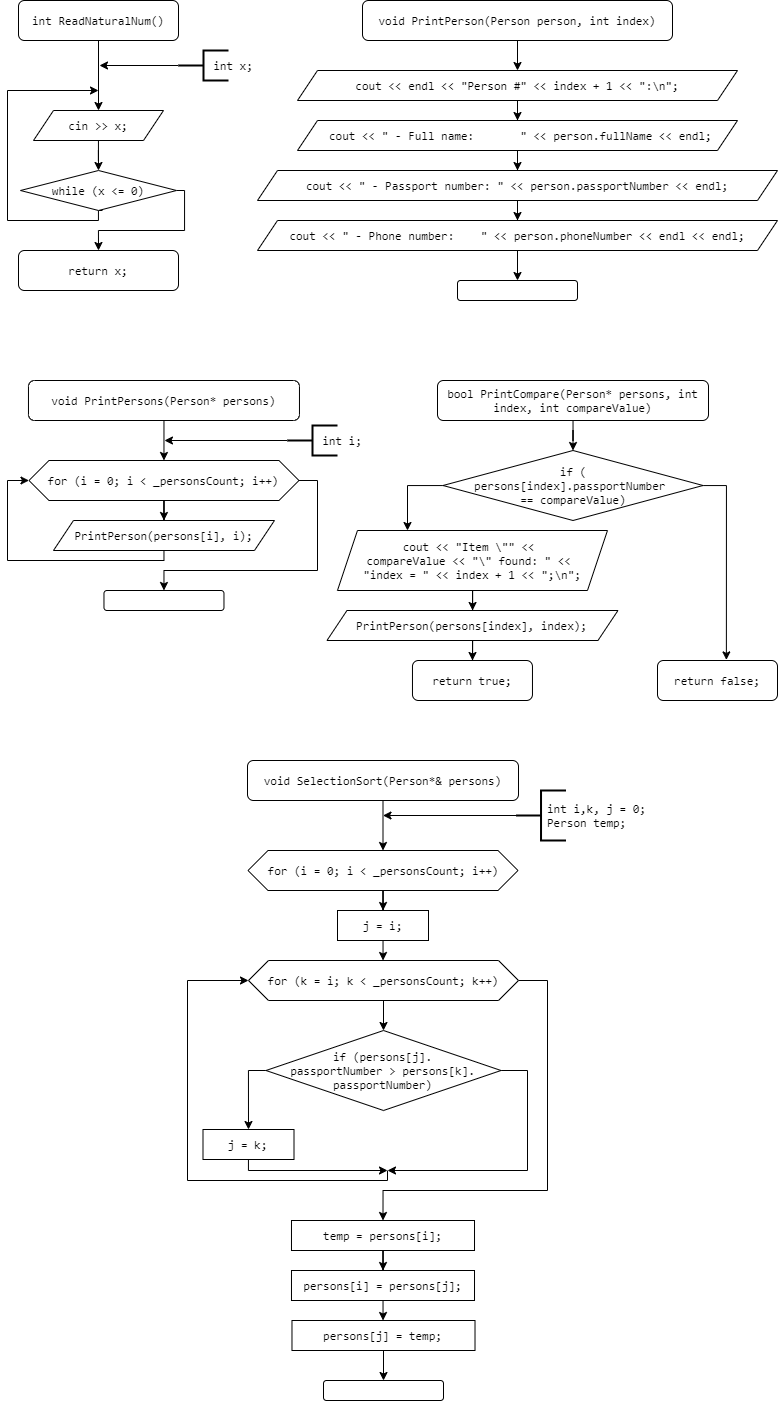 int ReadNaturalNum()
int x;
cin >> x;
while (x <= 0)
return x;
void PrintPerson(Person person, int index)
cout << endl << "Person #" << index + 1 << ":\n";
cout << " - Full name:       " << person.fullName << endl;
cout << " - Passport number: " << person.passportNumber << endl;
cout << " - Phone number:    " << person.phoneNumber << endl << endl;
void PrintPersons(Person* persons)
int i;
for (i = 0; i < _personsCount; i++)
PrintPerson(persons[i], i);
bool PrintCompare(Person* persons, int
index, int compareValue)
if (
persons[index].passportNumber
== compareValue)
cout << "Item \"" <<
compareValue << "\" found: " <<
"index = " << index + 1 << ";\n";
PrintPerson(persons[index], index);
return true;
return false;
void SelectionSort(Person*& persons)
int i,k, j = 0;
Person temp;
for (i = 0; i < _personsCount; i++)
j = i;
for (k = i; k < _personsCount; k++)
if (persons[j].
passportNumber > persons[k].
passportNumber)
j = k;
temp = persons[i];
persons[i] = persons[j];
persons[j] = temp;